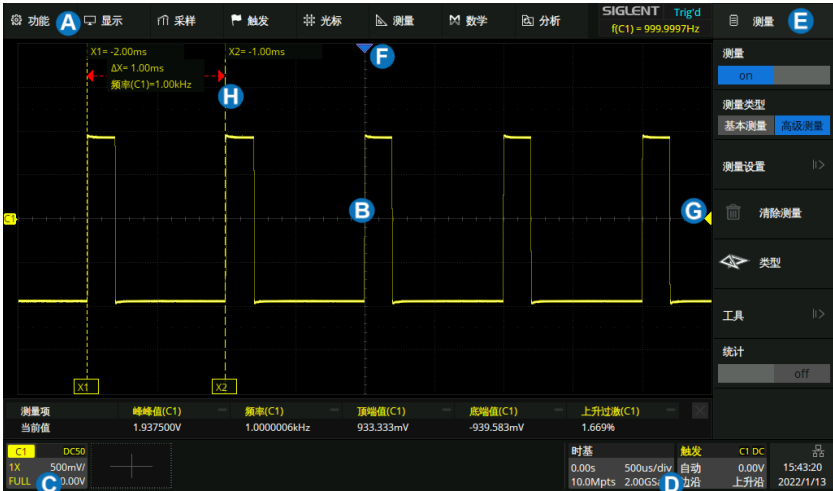 功能 A 显示 采样 触发 光标 测量 数学 分析 SIGLENT Trig'd
f(C1) = 999.9997Hz
测量 E
X1= -2.00ms X2= -1.00ms
ΔX= 1.00ms
频率(C1)=1.00kHz
F
H
B
G
C1
X1 X2
测量
on
测量类型
基本测量 高级测量
测量设置
清除测量
类型
工具
统计
off
测量项 峰峰值(C1) 频率(C1) 顶端值(C1) 底端值(C1) 上升过激(C1)
当前值 1.937500V 1.0000006kHz 933.333mV -939.583mV 1.669%
C1 DC50
1X 500mV/
FULL C 0.00V
时基
0.00s 500us/div
10.0Mpts 2.00GSa D
触发 C1 DC
自动 0.00V
边沿 上升沿
15:43:20
2022/1/13